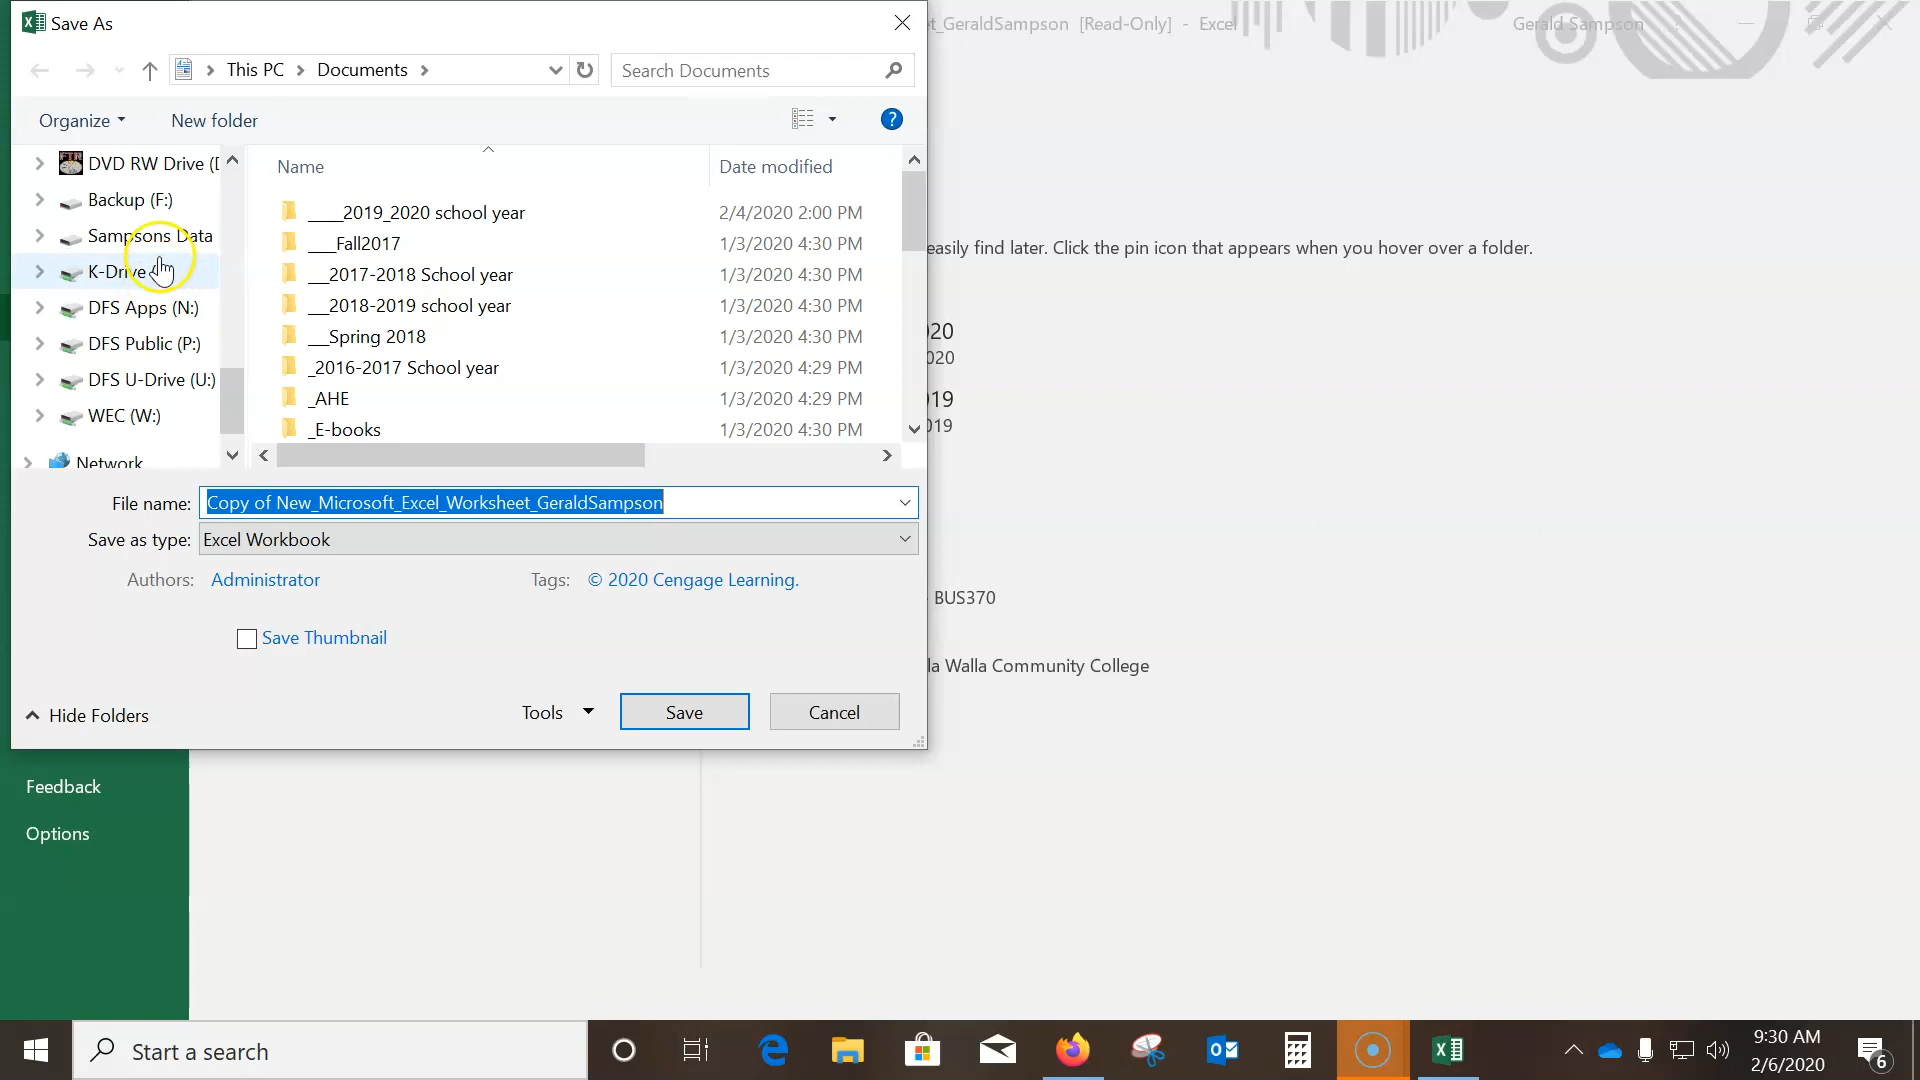 Save As
et_GeraldSampson [Read-Only] - Excel
Gerald Sampson
This PC
Documents
Search Documents
Organize
New folder
?
DVD RW Drive (D
Backup (F:)
Sampsons Data
K-Drive
DFS Apps (N:)
DFS Public (P:)
DFS U-Drive (U:)
WEC (W:)
Network
Name
Date modified
____2019_2020 school year
2/4/2020 2:00 PM
___Fall2017
1/3/2020 4:30 PM
__2017-2018 School year
1/3/2020 4:30 PM
__2018-2019 school year
1/3/2020 4:30 PM
__Spring 2018
1/3/2020 4:30 PM
_2016-2017 School year
1/3/2020 4:29 PM
_AHE
1/3/2020 4:29 PM
_E-books
1/3/2020 4:30 PM
easily find later. Click the pin icon that appears when you hover over a folder.
020
020
019
019
File name:
Copy of New_Microsoft_Excel_Worksheet_GeraldSampson
Save as type:
Excel Workbook
Authors:
Administrator
Tags:
© 2020 Cengage Learning.
- BUS370
Save Thumbnail
la Walla Community College
Hide Folders
Tools
Save
Cancel
Feedback
Options
Start a search
9:30 AM
2/6/2020
6